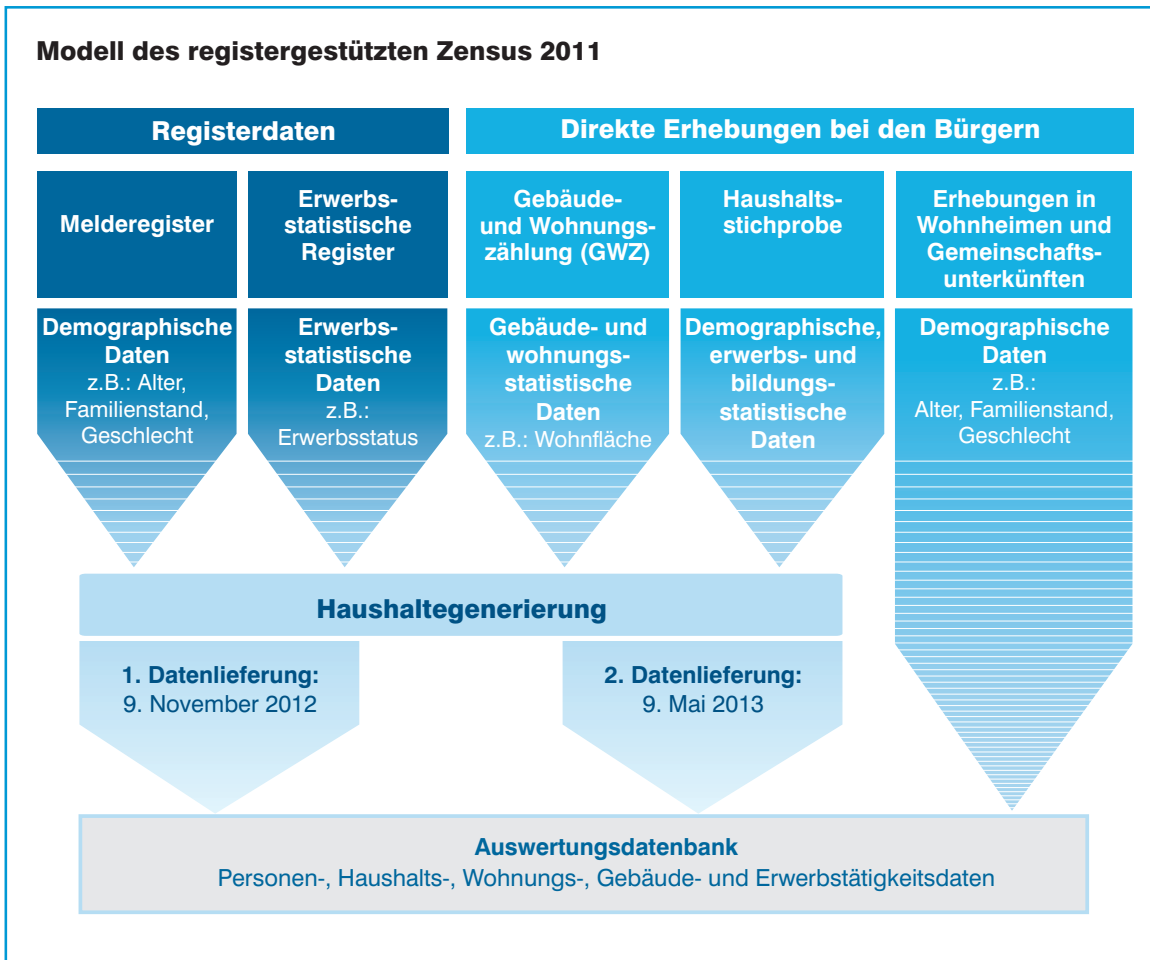 Modell des registergestützten Zensus 2011
Registerdaten
Direkte Erhebungen bei den Bürgern
Melderegister
Erwerbs-
statistische
Register
Gebäude-
und Wohnungs-
zählung (GWZ)
Haushalts-
stichprobe
Erhebungen in
Wohnheimen und
Gemeinschafts-
unterkünften
Demographische
Daten
z.B.: Alter,
Familienstand,
Geschlecht
Erwerbs-
statistische
Daten
z.B.:
Erwerbsstatus
Gebäude- und
wohnungs-
statistische
Daten
z.B.: Wohnfläche
Demographische,
erwerbs- und
bildungs-
statistische
Daten
Demographische
Daten
z.B.:
Alter, Familienstand,
Geschlecht
Haushaltegenerierung
1. Datenlieferung:
9. November 2012
2. Datenlieferung:
9. Mai 2013
Auswertungsdatenbank
Personen-, Haushalts-, Wohnungs-, Gebäude- und Erwerbstätigkeitsdaten